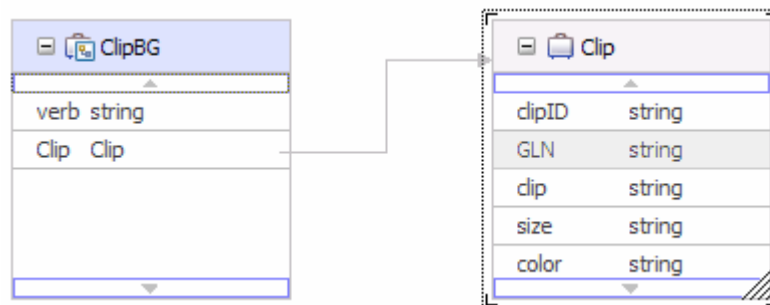 ClipBG
verb string
Clip Clip
Clip
clipID string
GLN string
clip string
size string
color string